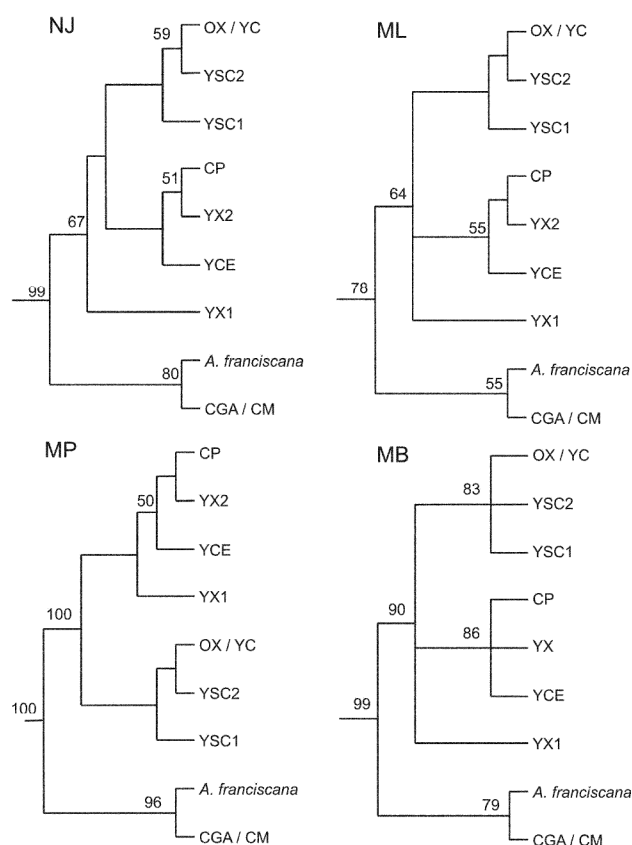 NJ
59
OX / YC
YSC2
YSC1
CP
51
YX2
67
YCE
99
YX1
A. franciscana
80
CGA / CM
ML
OX / YC
YSC2
YSC1
CP
64
YX2
55
YCE
78
YX1
A. franciscana
55
CGA / CM
MP
CP
50
YX2
YCE
YX1
100
OX / YC
YSC2
100
YSC1
A. franciscana
96
CGA / CM
MB
OX / YC
83
YSC2
YSC1
CP
90
86
YX
YCE
99
YX1
A. franciscana
79
CGA / CM